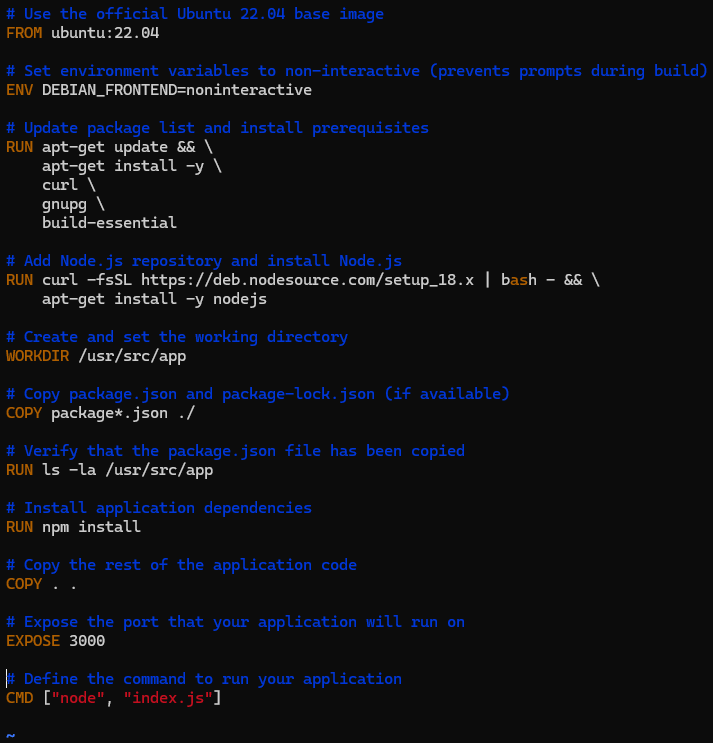 # Use the official Ubuntu 22.04 base image
FROM ubuntu:22.04
# Set environment variables to non-interactive (prevents prompts during build)
ENV DEBIAN_FRONTEND=noninteractive
# Update package list and install prerequisites
RUN apt-get update && \
    apt-get install -y \
    curl \
    gnupg \
    build-essential
# Add Node.js repository and install Node.js
RUN curl -fsSL https://deb.nodesource.com/setup_18.x | bash - && \
    apt-get install -y nodejs
# Create and set the working directory
WORKDIR /usr/src/app
# Copy package.json and package-lock.json (if available)
COPY package*.json ./
# Verify that the package.json file has been copied
RUN ls -la /usr/src/app
# Install application dependencies
RUN npm install
# Copy the rest of the application code
COPY . .
# Expose the port that your application will run on
EXPOSE 3000
# Define the command to run your application
CMD ["node", "index.js"]
~